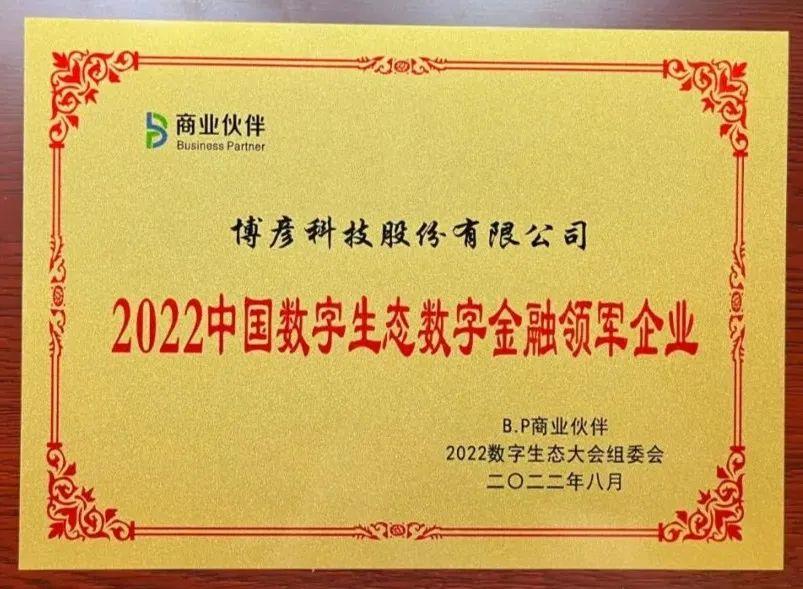 商业伙伴
Business Partner
博彦科技股份有限公司
2022中国数字生态数字金融领军企业
B.P商业伙伴
2022数字生态大会组委会
二〇二二年八月